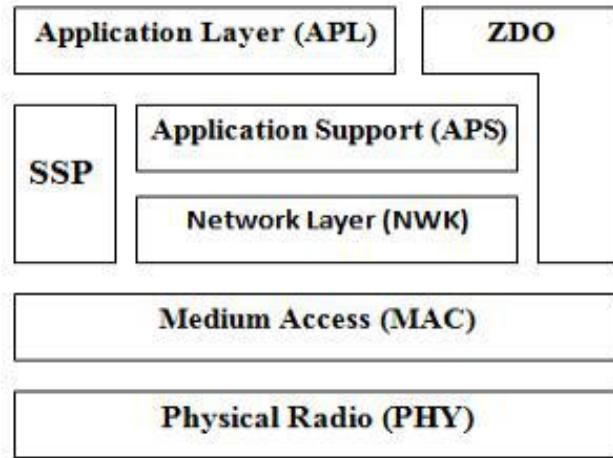 Application Layer (APL)
ZDO
Application Support (APS)
SSP
Network Layer (NWK)
Medium Access (MAC)
Physical Radio (PHY)